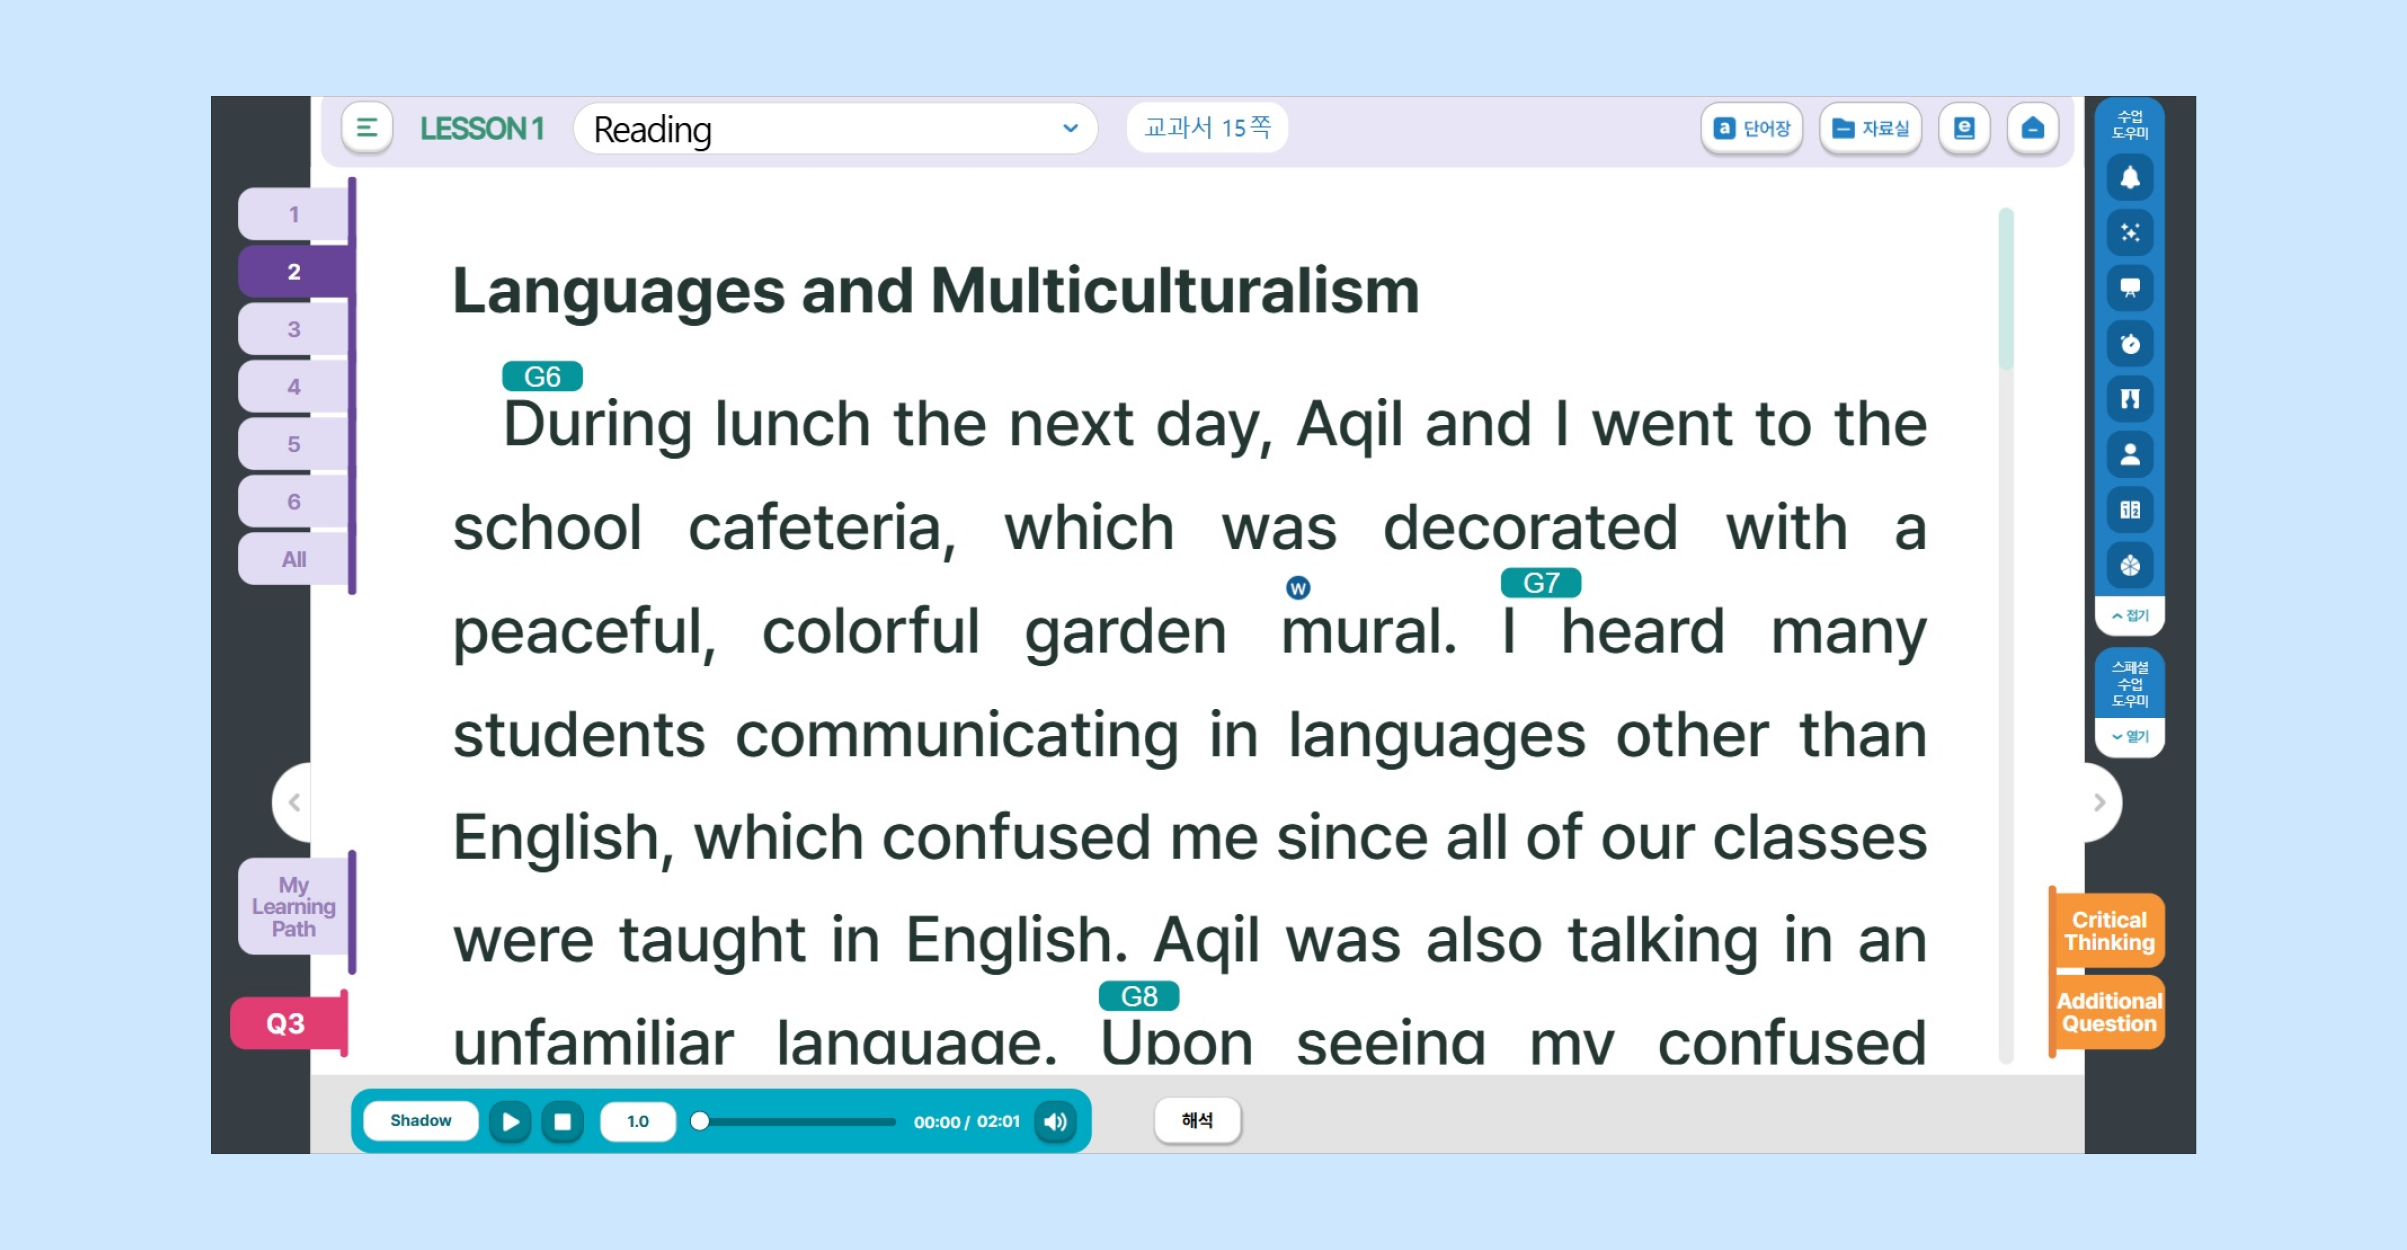 LESSON 1
Reading
교과서 15쪽
a 단어장
자료실
e
수업
도우미
1
2
3
4
5
6
All
Languages and Multiculturalism
G6
During lunch the next day, Aqil and I went to the
school cafeteria, which was decorated with a
W
G7
peaceful, colorful garden mural. I heard many
students communicating in languages other than
English, which confused me since all of our classes
were taught in English. Aqil was also talking in an
G8
unfamiliar language. Upon seeing my confused
1 2
접기
스페셜
수업
도우미
열기
My
Learning
Path
Q3
Critical
Thinking
Additional
Question
Shadow
1.0
00:00 / 02:01
해석